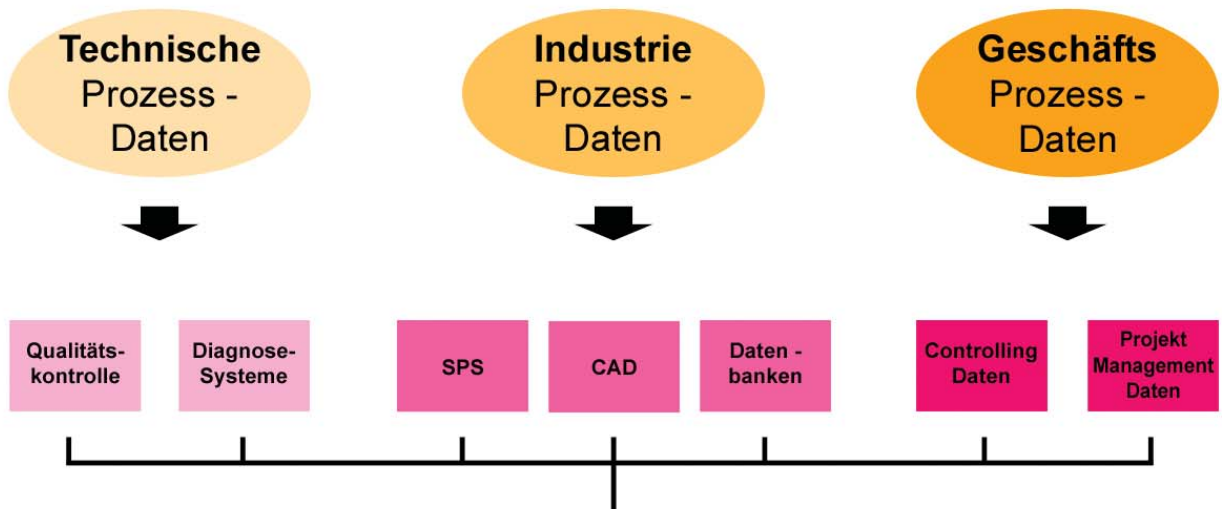 Technische
Prozess -
Daten
Industrie
Prozess -
Daten
Geschäfts
Prozess -
Daten
Qualitäts-
kontrolle
Diagnose-
Systeme
SPS
CAD
Daten -
banken
Controlling
Daten
Projekt
Management
Daten